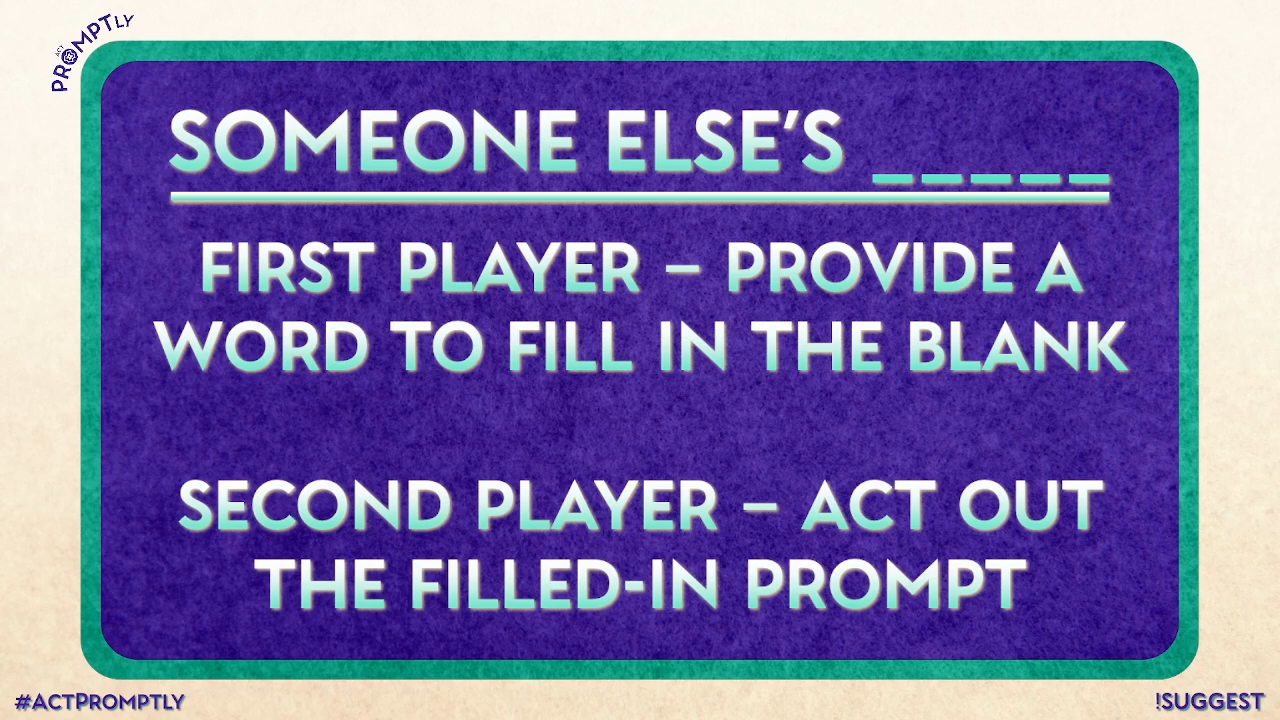 ACT
PROMPTLY
SOMEONE ELSE'S _ _ _ _ _
FIRST PLAYER – PROVIDE A
WORD TO FILL IN THE BLANK
SECOND PLAYER – ACT OUT
THE FILLED-IN PROMPT
#ACTPROMPTLY
!SUGGEST